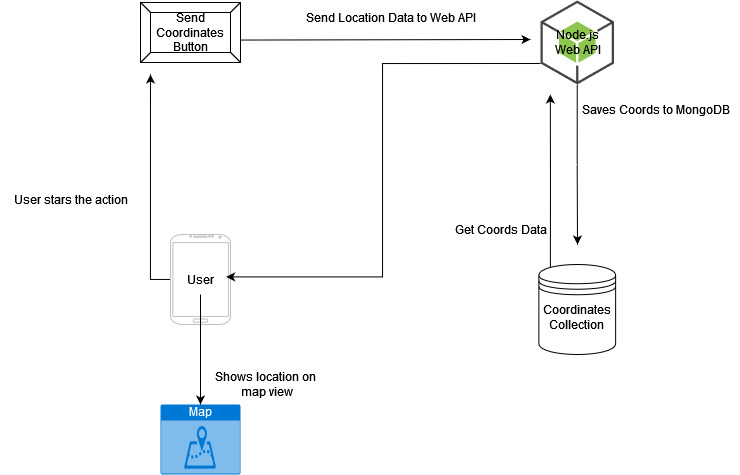 Send
Coordinates
Button
Send Location Data to Web API
Node.js
Web API
Saves Coords to MongoDB
User stars the action
Get Coords Data
User
Coordinates
Collection
Shows location on
map view
Map